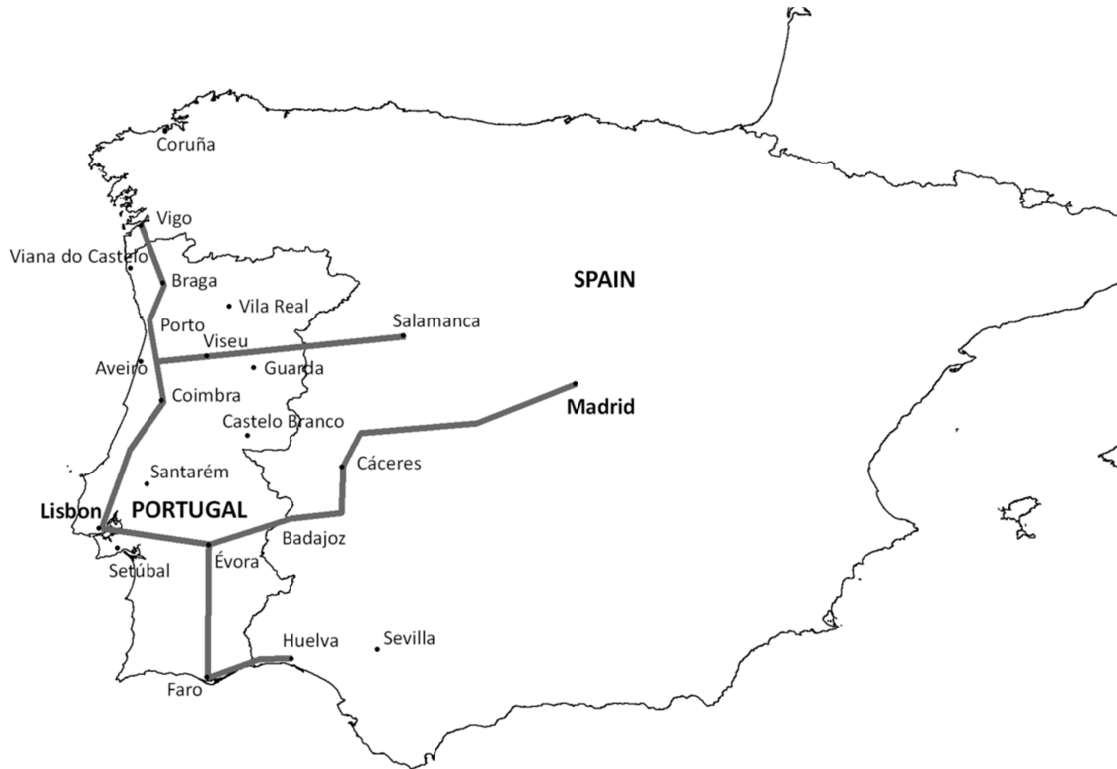 Coruña
Vigo
Viana do Castelo
Braga
SPAIN
Vila Real
Porto
Salamanca
Viseu
Aveiro
Guarda
Coimbra
Madrid
Castelo Branco
Cáceres
Santarém
Lisbon
PORTUGAL
Badajoz
Évora
Setúbal
Huelva
Sevilla
Faro